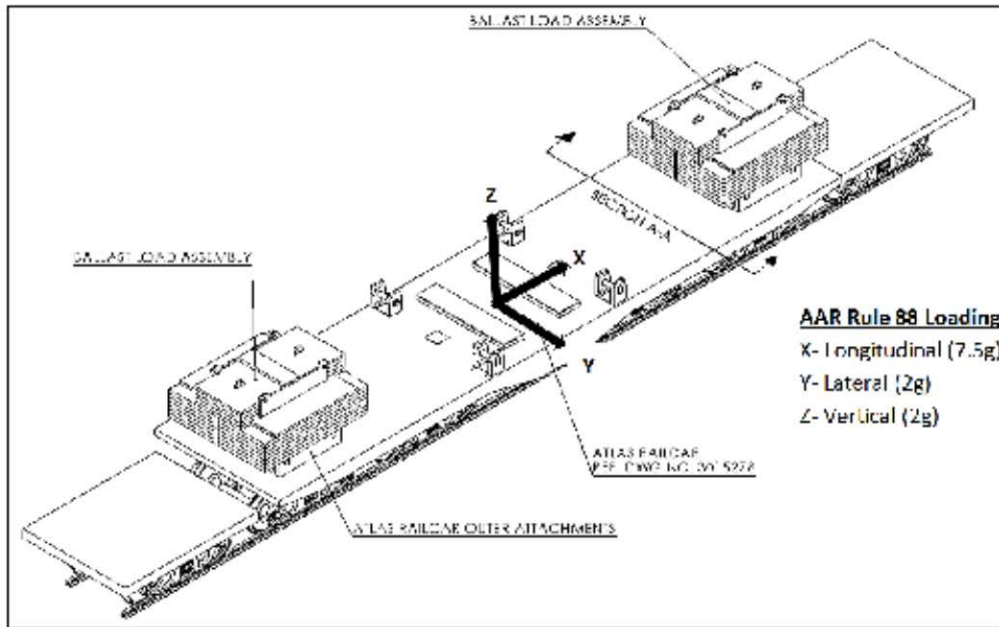 BALLAST LOAD ASSEMBLY
Z
SECTION A-A
X
BALLAST LOAD ASSEMBLY
AAR Rule 88 Loading
X- Longitudinal (7.5g)
Y
Y- Lateral (2g)
Z- Vertical (2g)
ATLAS RAILCAR
ATLAS RAILCAR OUTER ATTACHMENTS